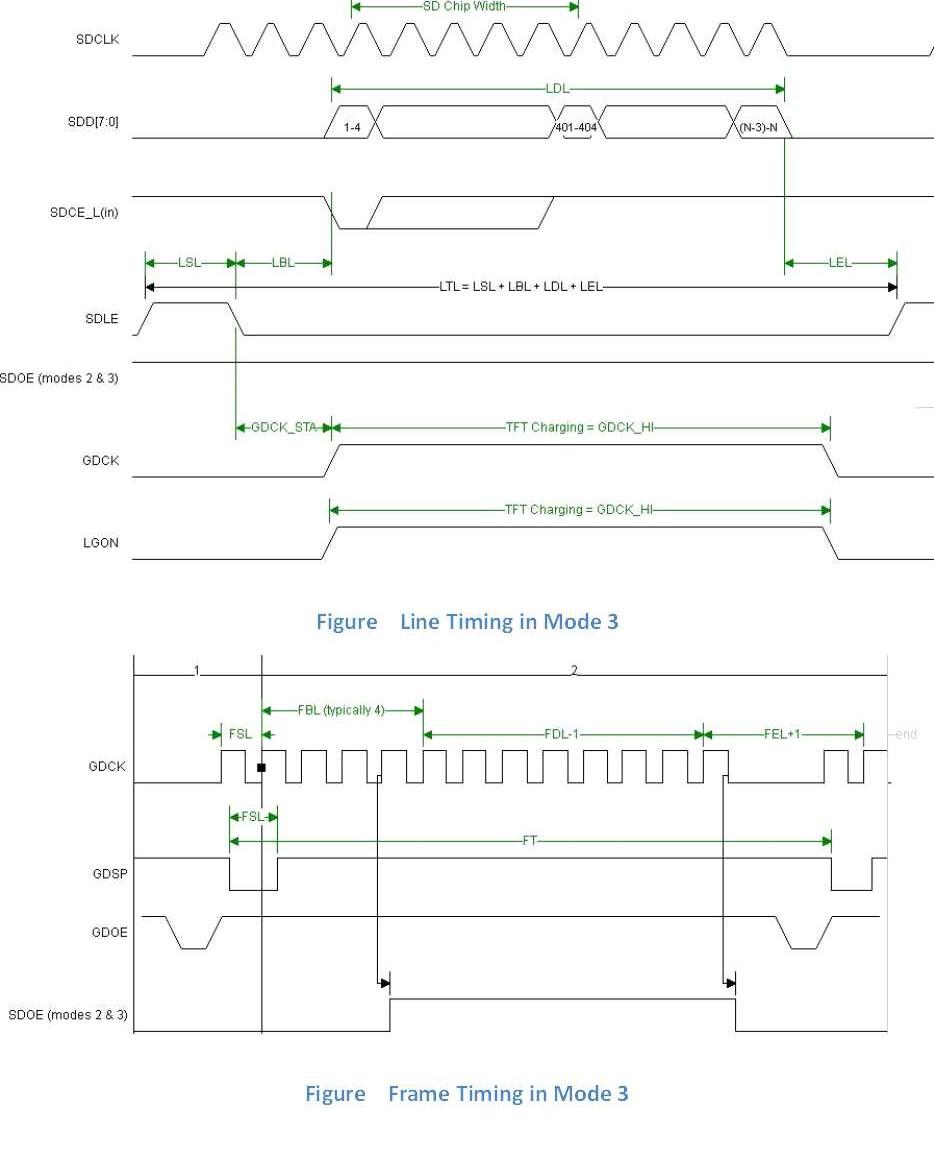 SD Chip Width
SDCLK
LDL
SDD[7:0]
1-4
401-404
(N-3)-N
SDCE_L(in)
LSL
LBL
LEL
LTL = LSL + LBL + LDL + LEL
SDLE
SDOE (modes 2 & 3)
GDCK_STA
TFT Charging = GDCK_HI
GDCK
TFT Charging = GDCK_HI
LGON
Figure Line Timing in Mode 3
1
2
FBL (typically 4)
FSL
FDL-1
FEL+1
end
GDCK
FSL
FT
GDSP
GDOE
SDOE (modes 2 & 3)
Figure Frame Timing in Mode 3